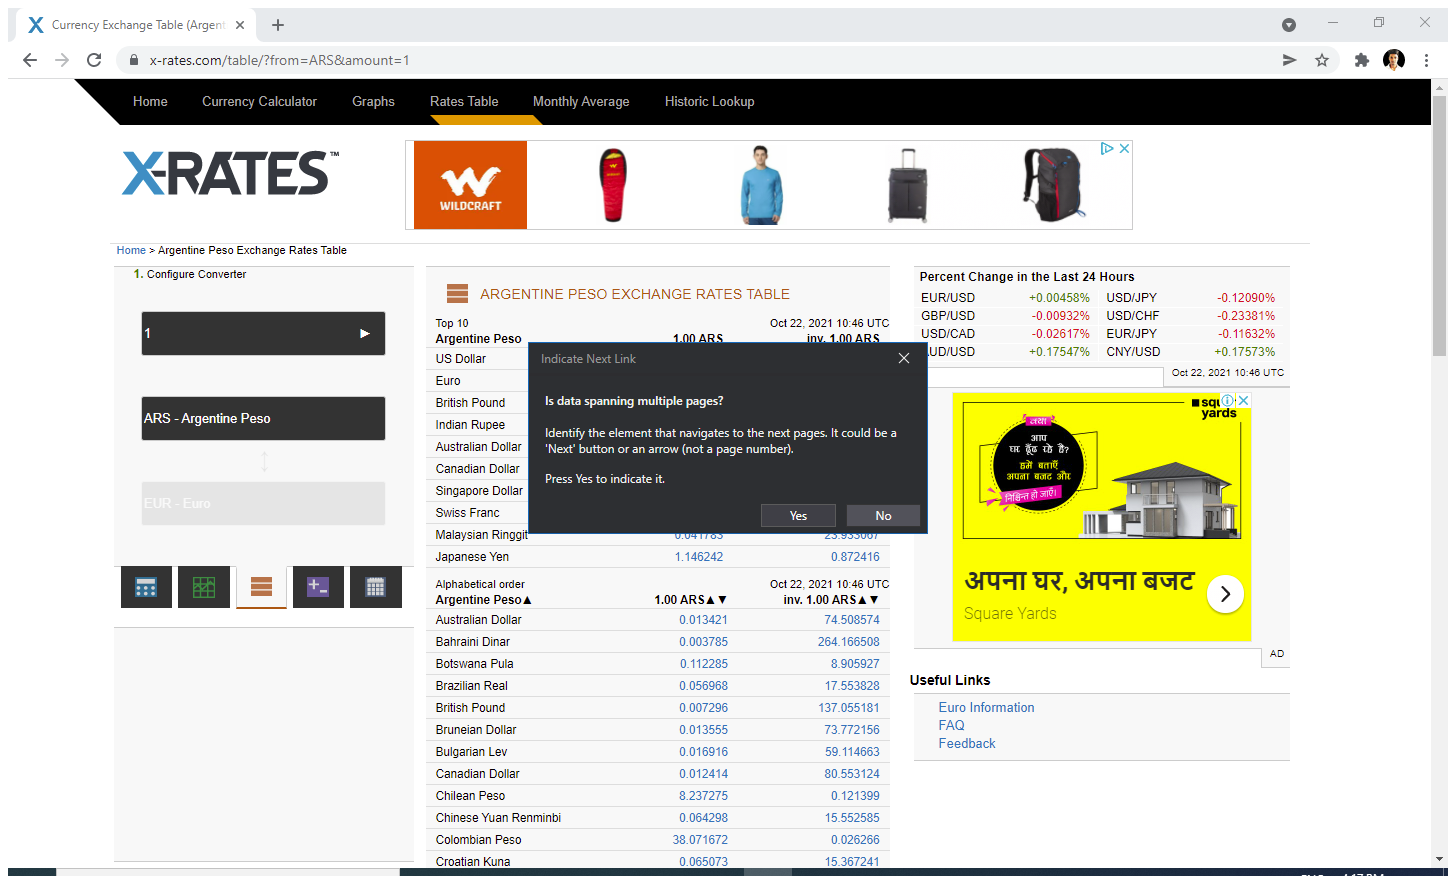 Currency Exchange Table (Argent
x-rates.com/table/?from=ARS&amount=1
Home Currency Calculator Graphs Rates Table Monthly Average Historic Lookup
X-RATES™
WILDCRAFT
Home > Argentine Peso Exchange Rates Table
1. Configure Converter
1
ARS - Argentine Peso
EUR - Euro
ARGENTINE PESO EXCHANGE RATES TABLE
Top 10 Oct 22, 2021 10:46 UTC
Argentine Peso 1.00 ARS inv. 1.00 ARS
US Dollar
Euro
British Pound
Indian Rupee
Australian Dollar
Canadian Dollar
Singapore Dollar
Swiss Franc
Malaysian Ringgit 0.041783 23.933067
Japanese Yen 1.146242 0.872416
Indicate Next Link
Is data spanning multiple pages?
Identify the element that navigates to the next pages. It could be a
'Next' button or an arrow (not a page number).
Press Yes to indicate it.
Yes No
Alphabetical order Oct 22, 2021 10:46 UTC
Argentine Peso▲ 1.00 ARS▲▼ inv. 1.00 ARS▲▼
Australian Dollar 0.013421 74.508574
Bahraini Dinar 0.003785 264.166508
Botswana Pula 0.112285 8.905927
Brazilian Real 0.056968 17.553828
British Pound 0.007296 137.055181
Bruneian Dollar 0.013555 73.772156
Bulgarian Lev 0.016916 59.114663
Canadian Dollar 0.012414 80.553124
Chilean Peso 8.237275 0.121399
Chinese Yuan Renminbi 0.064298 15.552585
Colombian Peso 38.071672 0.026266
Croatian Kuna 0.065073 15.367241
Percent Change in the Last 24 Hours
EUR/USD +0.00458% USD/JPY -0.12090%
GBP/USD -0.00932% USD/CHF -0.23381%
USD/CAD -0.02617% EUR/JPY -0.11632%
UD/USD +0.17547% CNY/USD +0.17573%
Oct 22, 2021 10:46 UTC
squ
yards
तथा
आप
घर ढूँढ रहे है?
हमें बताएँ
अपना बजट और
निश्चिन्त हो जाएँ!
अपना घर, अपना बजट
Square Yards
AD
Useful Links
Euro Information
FAQ
Feedback